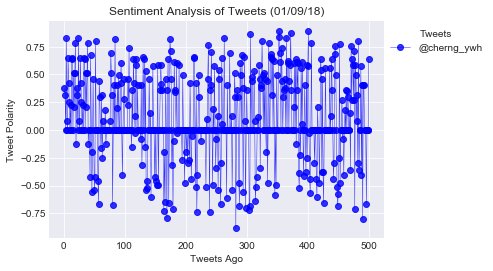 Sentiment Analysis of Tweets (01/09/18)
Tweets
@cherng_ywh
0.75
0.50
0.25
0.00
−0.25
−0.50
−0.75
Tweet Polarity
0 100 200 300 400 500
Tweets Ago